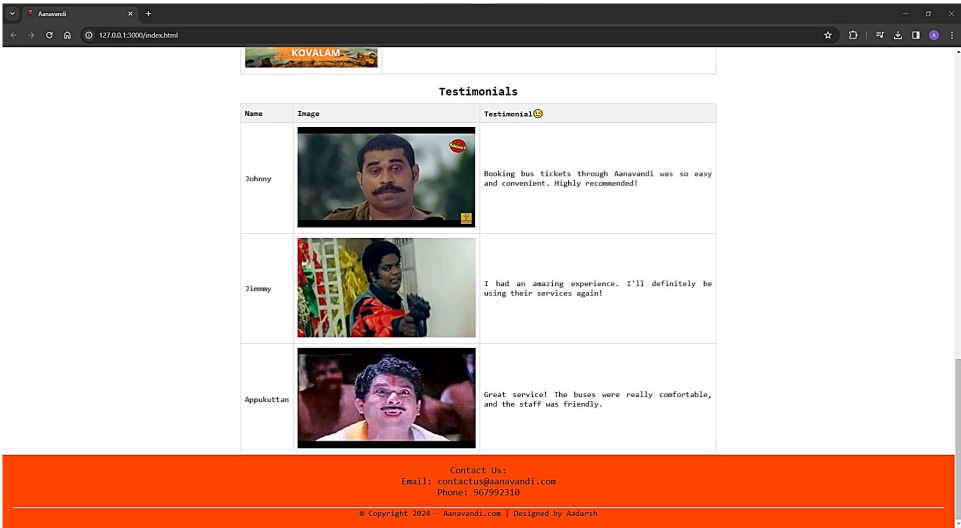 Aanavandi
127.0.0.1:3000/index.html
A
KOVALAM
Testimonials
Name Image Testimonial😐
Johnny
Booking bus tickets through Aanavandi was so easy
and convenient. Highly recommended!
Jimmmy
I had an amazing experience. I'll definitely be
using their services again!
Appukuttan
Great service! The buses were really comfortable,
and the staff was friendly.
Contact Us:
Email: contactus@aanavandi.com
Phone: 967992310
© Copyright 2024 - Aanavandi.com | Designed by Aadarsh